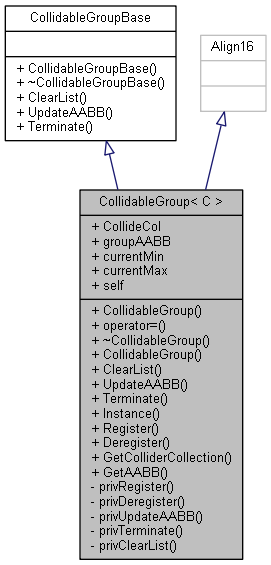 CollidableGroupBase
+ CollidableGroupBase()
+ ~CollidableGroupBase()
+ ClearList()
+ UpdateAABB()
+ Terminate()
Align16
CollidableGroup< C >
+ CollideCol
+ groupAABB
+ currentMin
+ currentMax
+ self
+ CollidableGroup()
+ operator=()
+ ~CollidableGroup()
+ CollidableGroup()
+ ClearList()
+ UpdateAABB()
+ Terminate()
+ Instance()
+ Register()
+ Deregister()
+ GetColliderCollection()
+ GetAABB()
- privRegister()
- privDeregister()
- privUpdateAABB()
- privTerminate()
- privClearList()